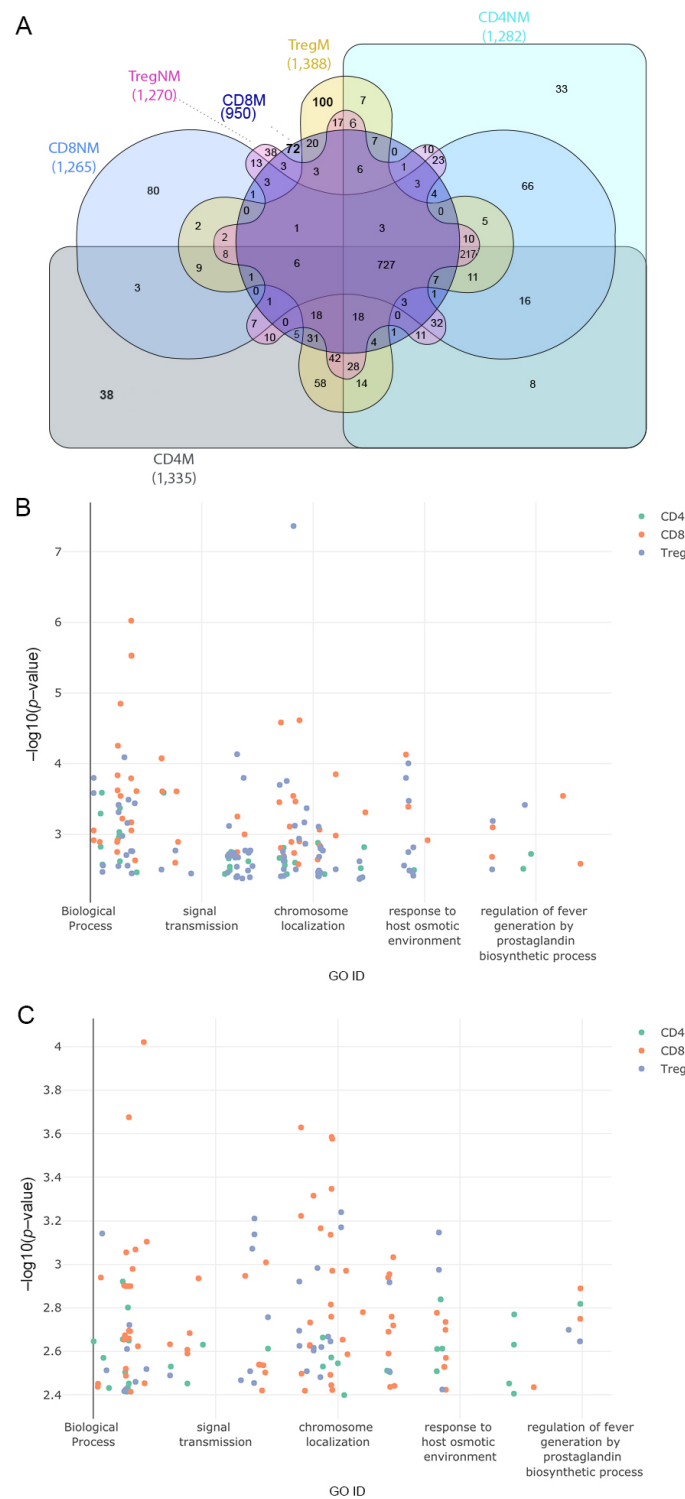 A
CD4NM
(1,282)
TregM
(1,388)
TregNM
(1,270)
CD8M
(950)
CD8NM
(1,265)
33
100
7
17 6
72
20
7
38
13
3
3
6
0
10
23
1
3
3
4
1
0
0
80
66
2
5
2
1
3
10
8
6
727
217
9
11
1
7
3
0
1
16
1
3
7
0
18
18
0
32
10
5
31
4
1
11
42
28
58
14
8
38
CD4M
(1,335)
B
CD4
CD8
Treg
7
6
5
4
3
–log10(p–value)
Biological
Process
signal
transmission
chromosome
localization
response to
host osmotic
environment
regulation of fever
generation by
prostaglandin
biosynthetic process
GO ID
C
CD4
CD8
Treg
4
3.8
3.6
3.4
3.2
3
2.8
2.6
2.4
–log10(p–value)
Biological
Process
signal
transmission
chromosome
localization
response to
host osmotic
environment
regulation of fever
generation by
prostaglandin
biosynthetic process
GO ID